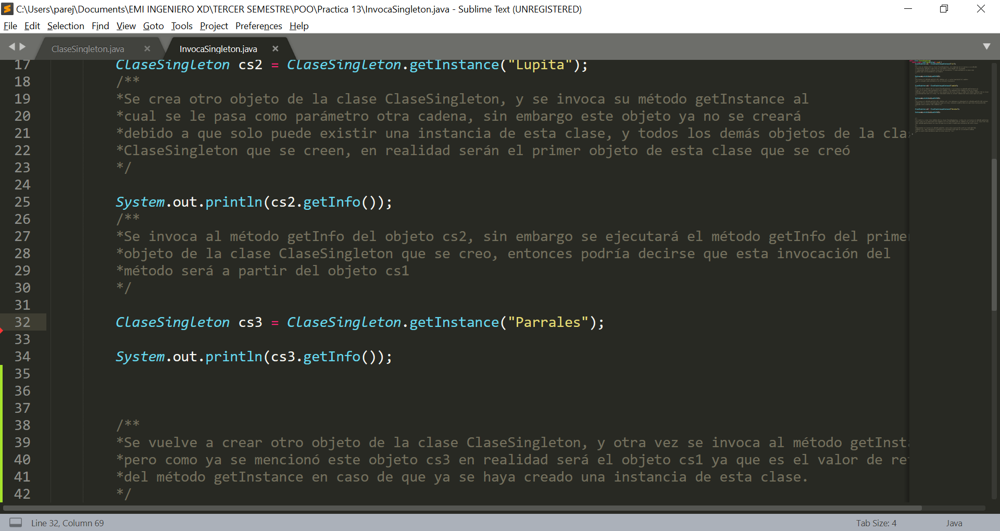 C:\Users\parej\Documents\EMI INGENIERO XD\TERCER SEMESTRE\POO\Practica 13\InvocaSingleton.java - Sublime Text (UNREGISTERED)
File Edit Selection Find View Goto Tools Project Preferences Help
ClaseSingleton.java InvocaSingleton.java
17 ClaseSingleton cs2 = ClaseSingleton.getInstance("Lupita");
18 /**
19 *Se crea otro objeto de la clase ClaseSingleton, y se invoca su método getInstance al
20 *cual se le pasa como parámetro otra cadena, sin embargo este objeto ya no se creará
21 *debido a que solo puede existir una instancia de esta clase, y todos los demás objetos de la cla
22 *ClaseSingleton que se creen, en realidad serán el primer objeto de esta clase que se creó
23 */
24
25 System.out.println(cs2.getInfo());
26 /**
27 *Se invoca al método getInfo del objeto cs2, sin embargo se ejecutará el método getInfo del prime
28 *objeto de la clase ClaseSingleton que se creo, entonces podría decirse que esta invocación del
29 *método será a partir del objeto cs1
30 */
31
32 ClaseSingleton cs3 = ClaseSingleton.getInstance("Parrales");
33
34 System.out.println(cs3.getInfo());
35
36
37
38 /**
39 *Se vuelve a crear otro objeto de la clase ClaseSingleton, y otra vez se invoca al método getInst
40 *pero como ya se mencionó este objeto cs3 en realidad será el objeto cs1 ya que es el valor de re
41 *del método getInstance en caso de que ya se haya creado una instancia de esta clase.
42 */
Line 32, Column 69 Tab Size: 4 Java